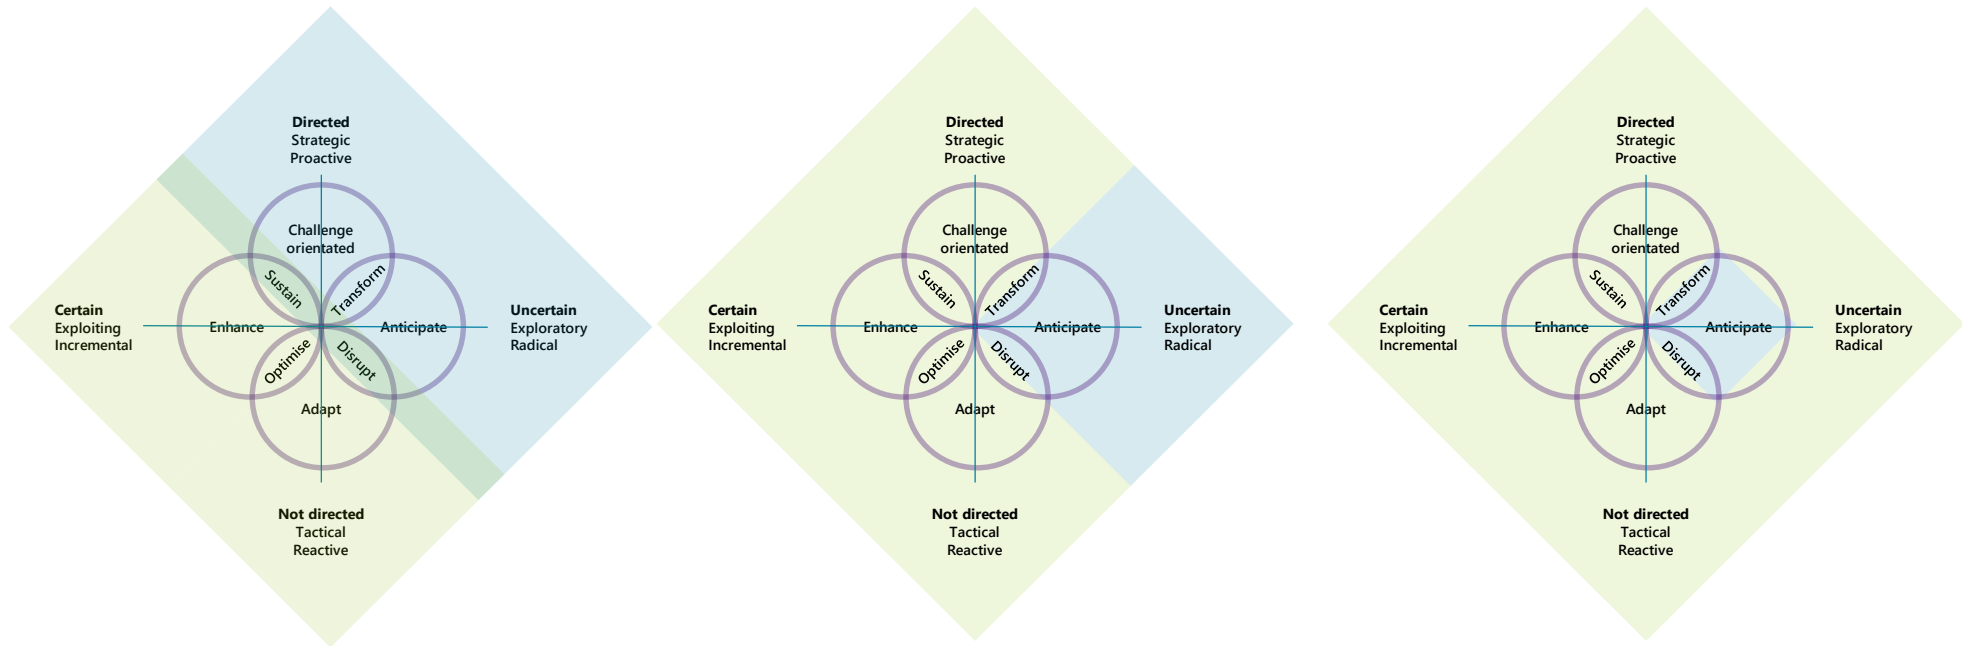 Directed
Strategic
Proactive
Challenge
orientated
Sustain
Transform
Certain
Exploiting
Incremental
Enhance
Anticipate
Uncertain
Exploratory
Radical
Optimise
Disrupt
Adapt
Not directed
Tactical
Reactive
Directed
Strategic
Proactive
Challenge
orientated
Sustain
Transform
Certain
Exploiting
Incremental
Enhance
Anticipate
Uncertain
Exploratory
Radical
Optimise
Disrupt
Adapt
Not directed
Tactical
Reactive
Directed
Strategic
Proactive
Challenge
orientated
Sustain
Transform
Certain
Exploiting
Incremental
Enhance
Anticipate
Uncertain
Exploratory
Radical
Optimise
Disrupt
Adapt
Not directed
Tactical
Reactive